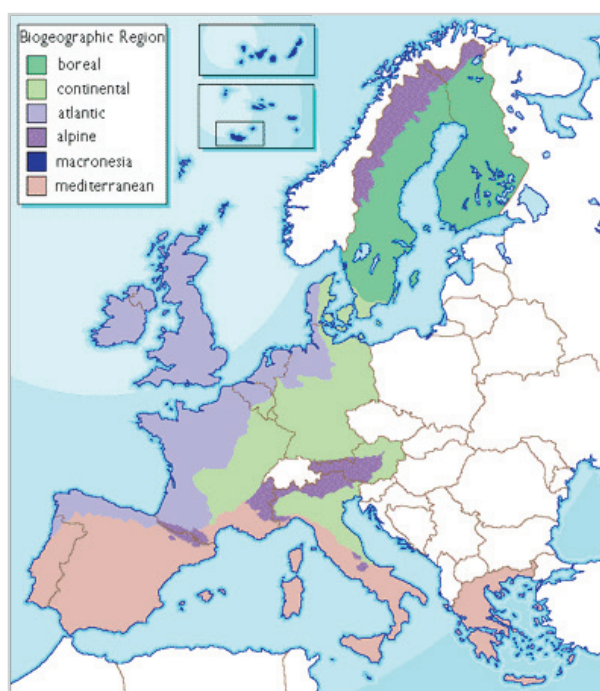 Biogeographic Region
boreal
continental
atlantic
alpine
macronesia
mediterranean